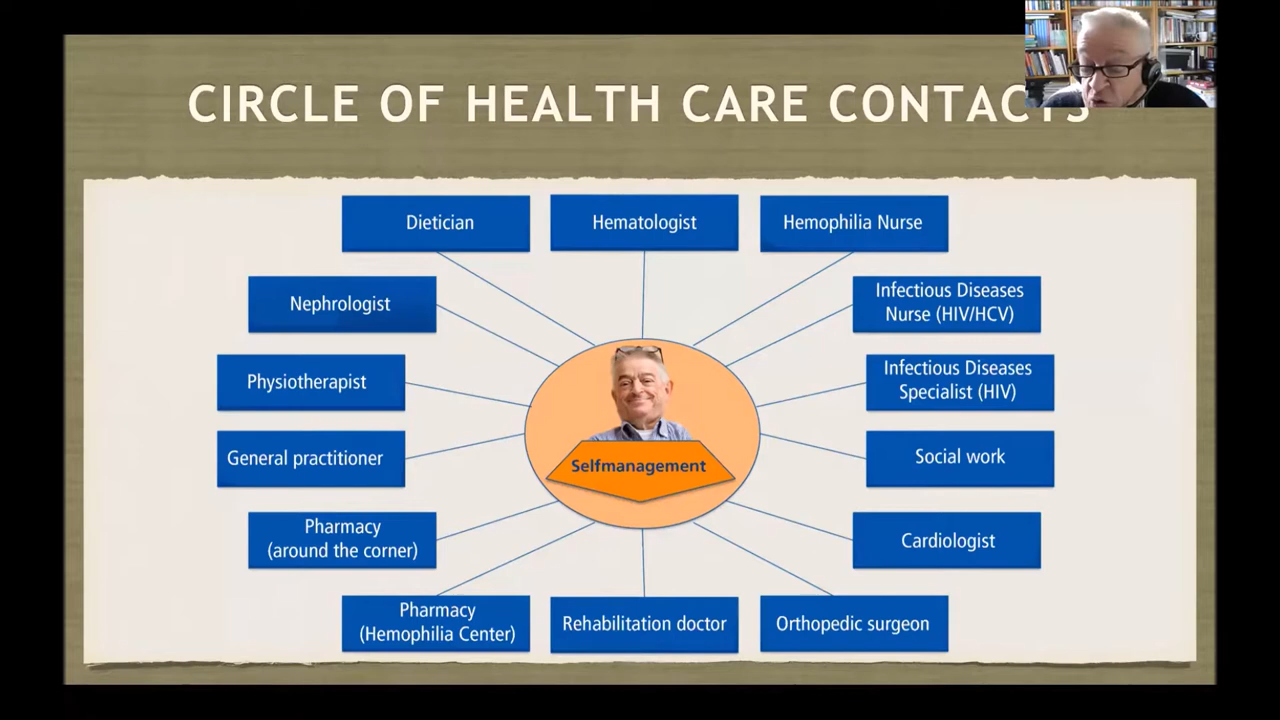 CIRCLE OF HEALTH CARE CONTACTS
Dietician
Hematologist
Hemophilia Nurse
Nephrologist
Infectious Diseases
Nurse (HIV/HCV)
Physiotherapist
Infectious Diseases
Specialist (HIV)
General practitioner
Selfmanagement
Social work
Pharmacy
(around the corner)
Cardiologist
Pharmacy
(Hemophilia Center)
Rehabilitation doctor
Orthopedic surgeon